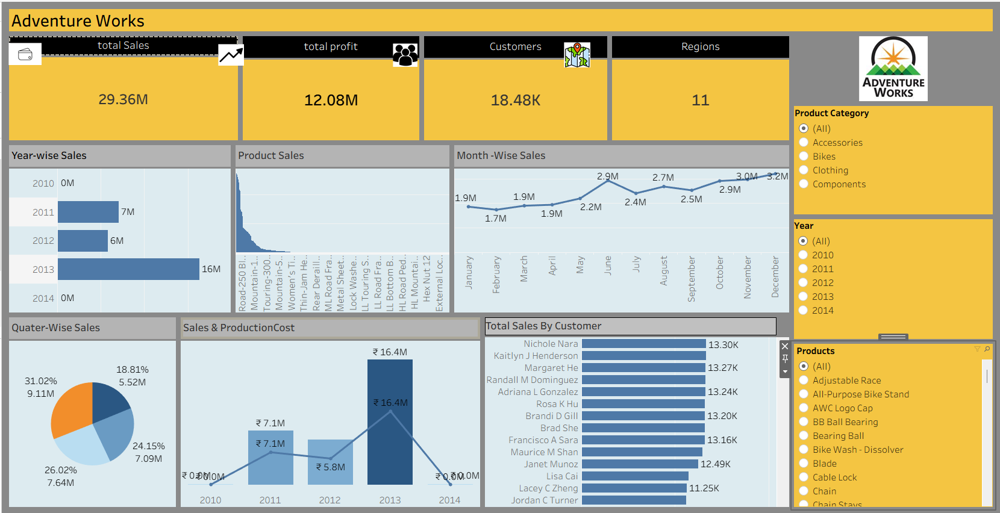 Adventure Works
total Sales
total profit
Customers
Regions
29.36M
12.08M
18.48K
11
ADVENTURE
WORKS
Product Category
(All)
Accessories
Bikes
Clothing
Components
Year-wise Sales
2010 0M
2011 7M
2012 6M
2013 16M
2014 0M
Product Sales
Road-250 Bl..
Mountain-1..
Touring-300..
Mountain-5..
Women's Ti..
Thin-Jam He..
Rear Deraill..
ML Road Fra..
Metal Sheet..
Lock Washe..
LL Touring S..
LL Road Fra..
LL Bottom B..
HL Road Ped..
HL Mountai..
Hex Nut 12
External Loc..
Month -Wise Sales
1.9M
1.7M
1.9M
1.9M
2.2M
2.9M
2.4M
2.7M
2.5M
2.9M
3.0M
3.2M
January
February
March
April
May
June
July
August
September
October
November
December
Year
(All)
2010
2011
2012
2013
2014
Quater-Wise Sales
18.81%
5.52M
31.02%
9.11M
24.15%
7.09M
26.02%
7.64M
Sales & ProductionCost
₹ 16.4M
₹ 16.4M
₹ 7.1M
₹ 7.1M
₹ 5.8M
₹ 0.0M
₹ 0.0M
₹ 0.0M
₹ 0.0M
2010
2011
2012
2013
2014
Total Sales By Customer
Nichole Nara 13.30K
Kaitlyn J Henderson
Margaret He 13.27K
Randall M Dominguez
Adriana L Gonzalez 13.24K
Rosa K Hu
Brandi D Gill 13.20K
Brad She
Francisco A Sara 13.16K
Maurice M Shan
Janet Munoz 12.49K
Lisa Cai
Lacey C Zheng 11.25K
Jordan C Turner
Products
(All)
Adjustable Race
All-Purpose Bike Stand
AWC Logo Cap
BB Ball Bearing
Bearing Ball
Bike Wash - Dissolver
Blade
Cable Lock
Chain
Chain Stays